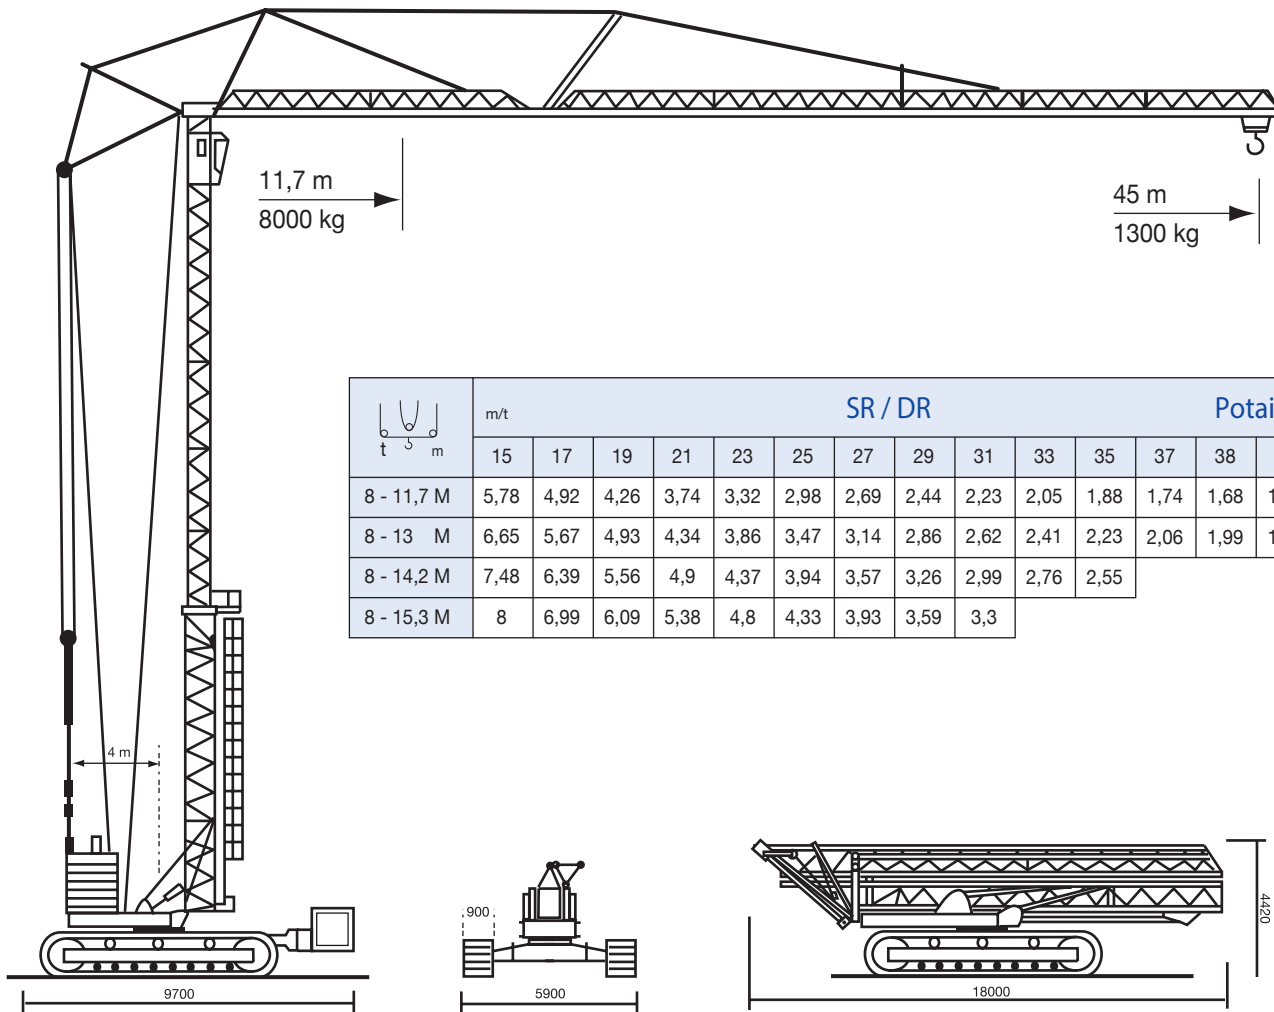 11,7 m
8000 kg
45 m
1300 kg
m/t SR / DR Potai
t m 15 17 19 21 23 25 27 29 31 33 35 37 38
8 - 11,7 M 5,78 4,92 4,26 3,74 3,32 2,98 2,69 2,44 2,23 2,05 1,88 1,74 1,68 1
8 - 13 M 6,65 5,67 4,93 4,34 3,86 3,47 3,14 2,86 2,62 2,41 2,23 2,06 1,99 1
8 - 14,2 M 7,48 6,39 5,56 4,9 4,37 3,94 3,57 3,26 2,99 2,76 2,55
8 - 15,3 M 8 6,99 6,09 5,38 4,8 4,33 3,93 3,59 3,3
4 m
900
4420
9700
5900
18000